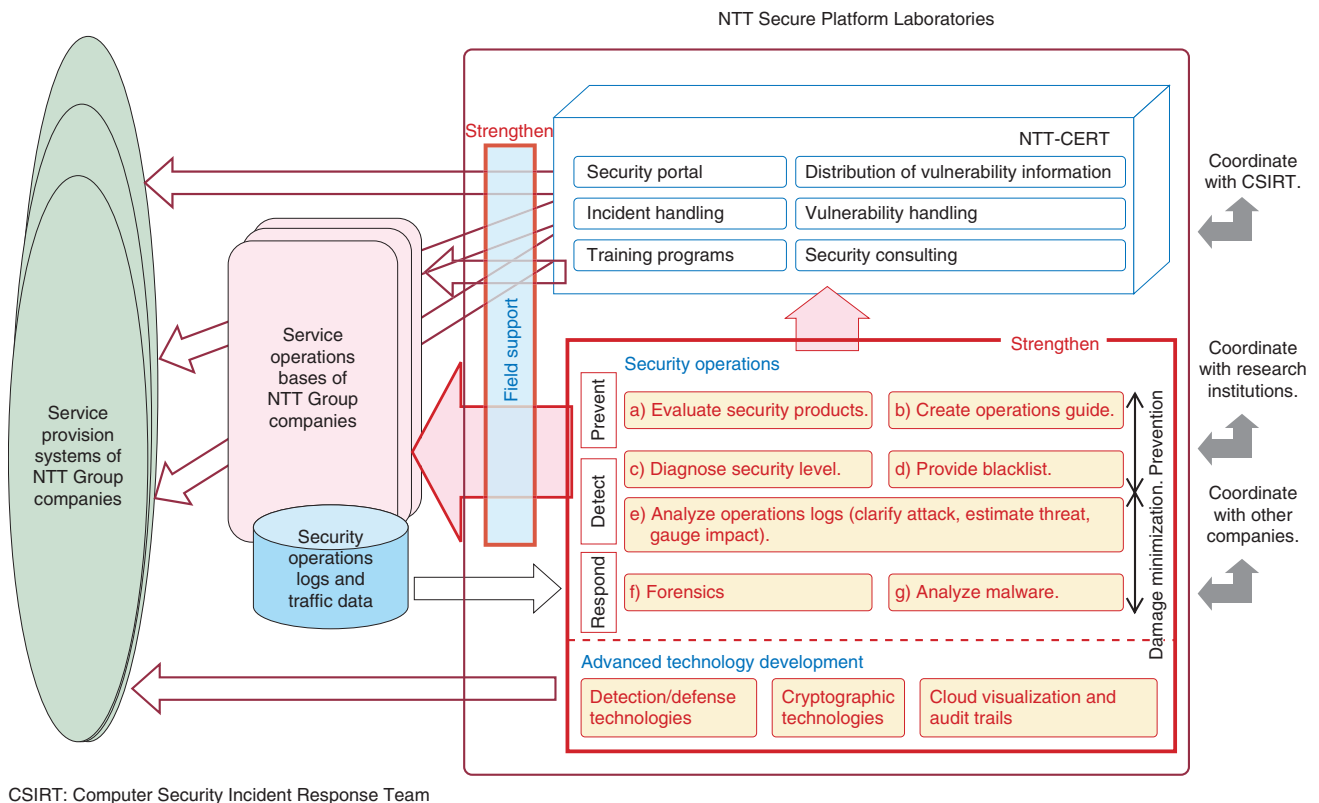 NTT Secure Platform Laboratories
Strengthen
NTT-CERT
Security portal
Distribution of vulnerability information
Incident handling
Vulnerability handling
Training programs
Security consulting
Coordinate
with CSIRT.
Field support
Service
operations
bases of
NTT Group
companies
Service
provision
systems of
NTT Group
companies
Security
operations
logs and
traffic data
Strengthen
Security operations
Prevent
a) Evaluate security products.
b) Create operations guide.
Detect
c) Diagnose security level.
d) Provide blacklist.
e) Analyze operations logs (clarify attack, estimate threat,
gauge impact).
Respond
f) Forensics
g) Analyze malware.
Damage minimization. Prevention
Coordinate
with research
institutions.
Coordinate
with other
companies.
Advanced technology development
Detection/defense
technologies
Cryptographic
technologies
Cloud visualization and
audit trails
CSIRT: Computer Security Incident Response Team